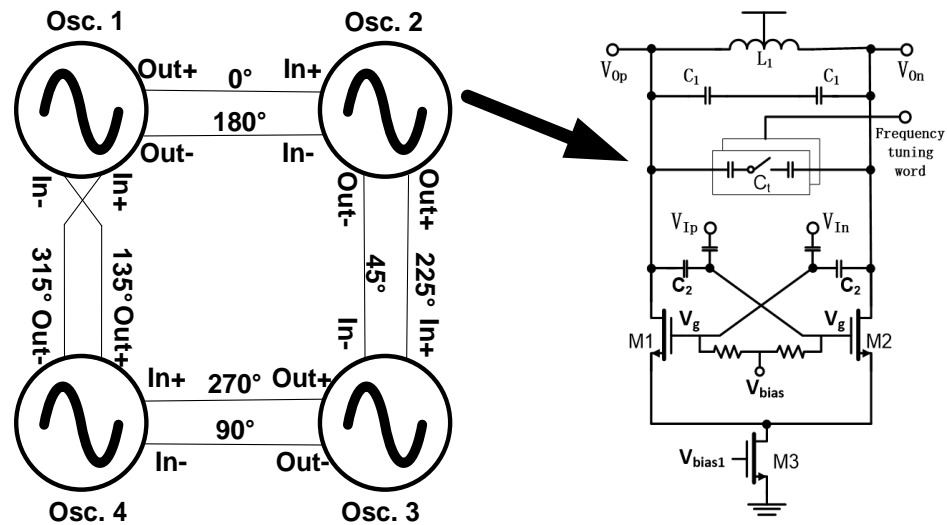 Osc. 1
Osc. 2
Out+
0°
In+
180°
Out-
In-
In-
In+
Out-
Out+
315° Out-
135° Out+
45°
In-
225° In+
In+
270°
Out+
90°
In-
Out-
Osc. 4
Osc. 3
V0p
L1
V0n
C1
C1
Frequency
tuning
word
Ct
VIp
VIn
C2
C2
Vg
Vg
M1
M2
Vbias
Vbias1
M3